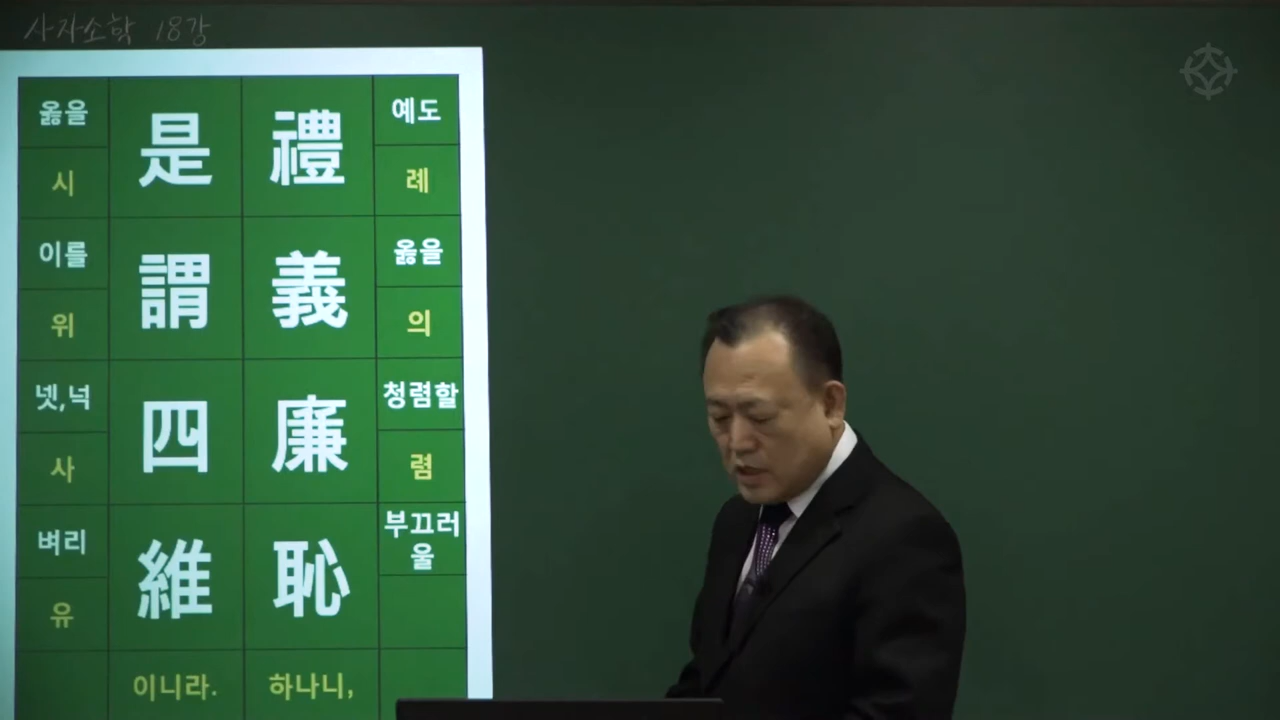 사자소학 18강
옳을 是 禮 예도
시 례
이를 謂 義 옳을
위 의
넷,넉 四 廉 청렴할
사 렴
벼리 維 恥 부끄러
울
유
이니라. 하나니,